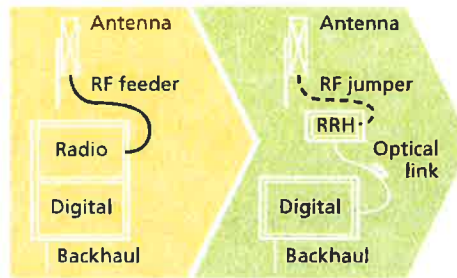 Antenna
RF feeder
Radio
Digital
Backhaul
Antenna
RF jumper
RRH
Optical
link
Digital
Backhaul